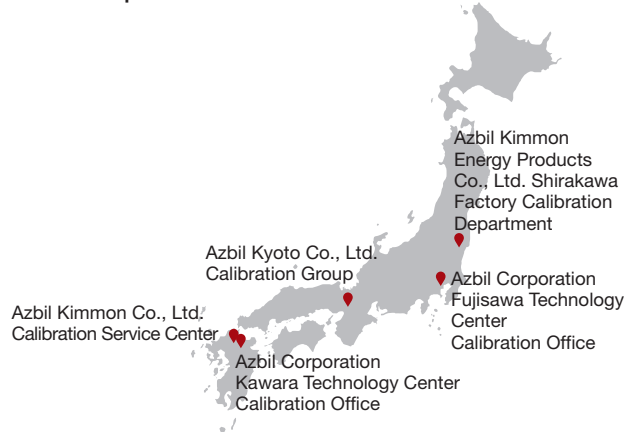 Azbil Kimmon
Energy Products
Co., Ltd. Shirakawa
Factory Calibration
Department
Azbil Kyoto Co., Ltd.
Calibration Group
Azbil Corporation
Fujisawa Technology
Center
Calibration Office
Azbil Kimmon Co., Ltd.
Calibration Service Center
Azbil Corporation
Kawara Technology Center
Calibration Office